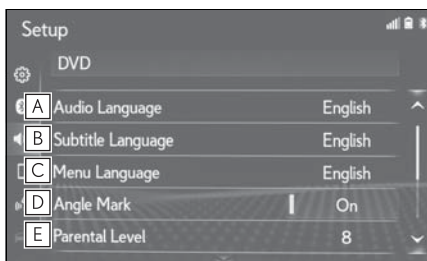 Setup
DVD
A Audio Language English
B Subtitle Language English
C Menu Language English
D Angle Mark On
E Parental Level 8